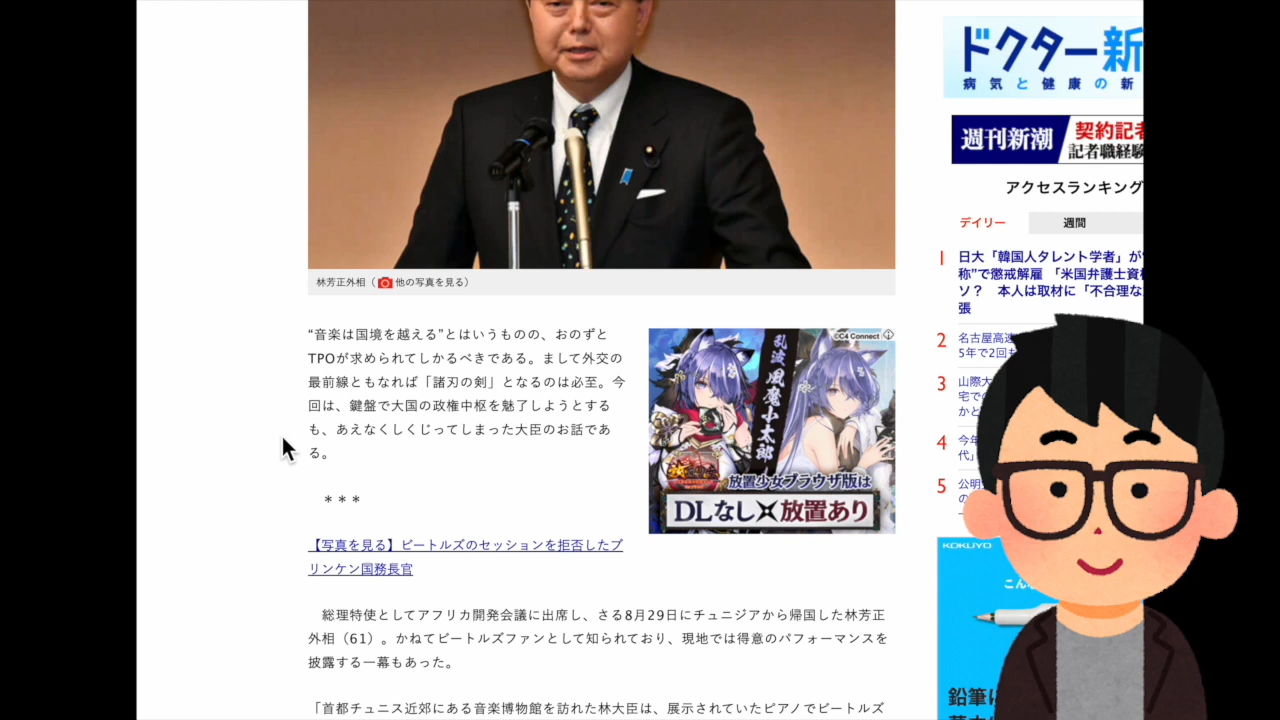 林芳正外相（ 他の写真を見る）
“音楽は国境を越える”とはいうものの、おのずと
TPOが求められてしかるべきである。まして外交の
最前線ともなれば「諸刃の剣」となるのは必至。今
回は、鍵盤で大国の政権中枢を魅了しようとする
も、あえなくしくじってしまった大臣のお話であ
る。
＊＊＊
【写真を見る】ビートルズのセッションを拒否したブ
リンケン国務長官
総理特使としてアフリカ開発会議に出席し、さる8月29日にチュニジアから帰国した林芳正
外相（61）。かねてビートルズファンとして知られており、現地では得意のパフォーマンスを
披露する一幕もあった。
「首都チュニス近郊にある音楽博物館を訪れた林大臣は、展示されていたピアノでビートルズ
©C4 Connect
乱波 風魔小太郎
放置少女ブラウザ版は
DLなし×放置あり
ドクター新
病気と健康の新
週刊新潮
契約記者
記者職経験
アクセスランキング
デイリー 週間
1 日大「韓国人タレント学者」が
称”で懲戒解雇 「米国弁護士資
ソ？ 本人は取材に「不合理な
張
2 名古屋高速
5年で2回も
3 山際大
宅での
かと
4 今年
代」
5 公明
の
KOKUYO
こん
鉛筆